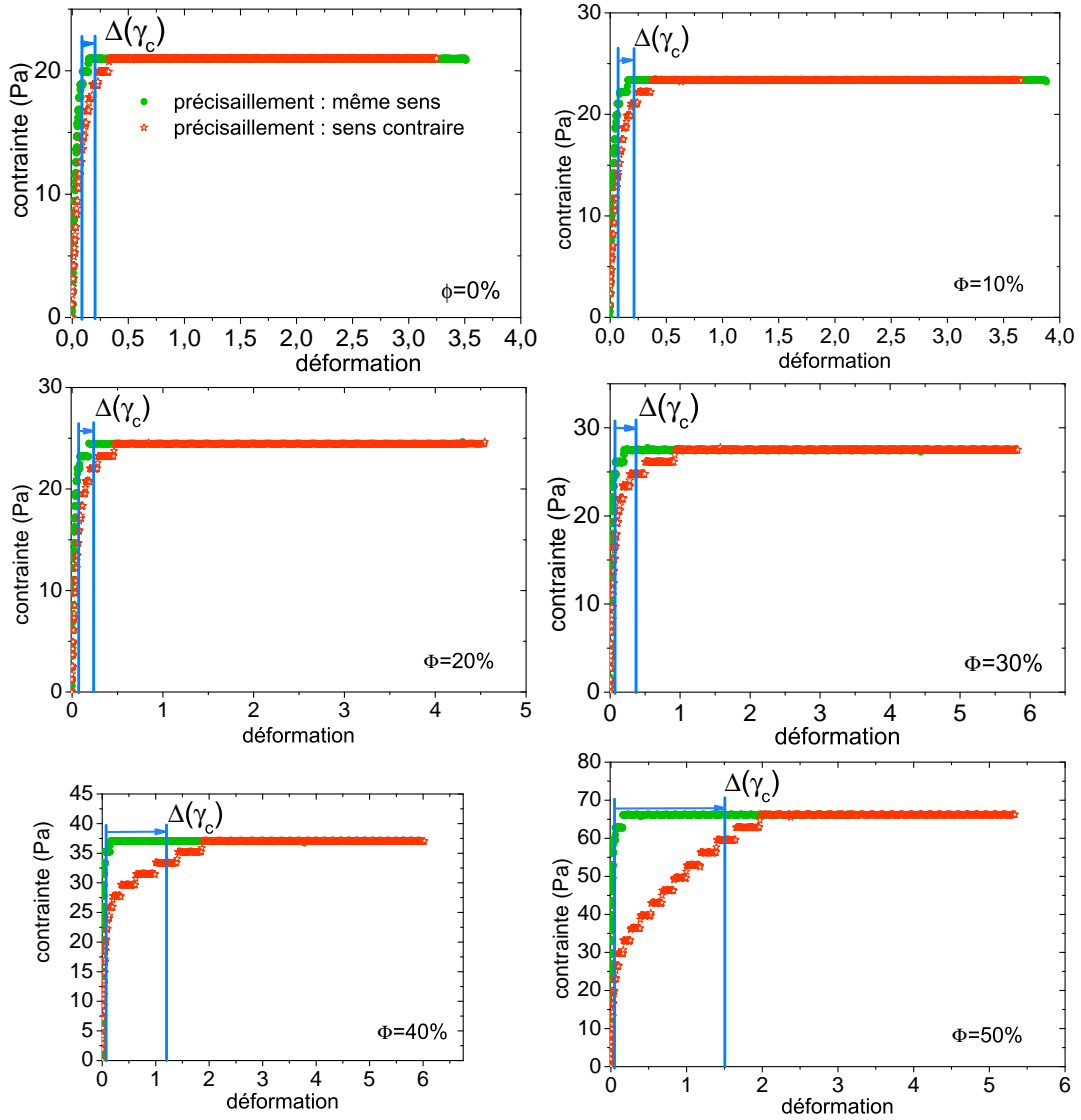 Δ(γc)
20
10
0
contrainte (Pa)
précisaillement : même sens
précisaillement : sens contraire
ϕ=0%
0,0 0,5 1,0 1,5 2,0 2,5 3,0 3,5 4,0
déformation
Δ(γc)
30
20
10
0
contrainte (Pa)
Φ=10%
0,0 0,5 1,0 1,5 2,0 2,5 3,0 3,5 4,0
déformation
Δ(γc)
30
20
10
0
contrainte (Pa)
Φ=20%
0 1 2 3 4 5
déformation
Δ(γc)
30
20
10
0
contrainte (Pa)
Φ=30%
0 1 2 3 4 5 6
déformation
Δ(γc)
45
40
35
30
25
20
15
10
5
0
contrainte (Pa)
Φ=40%
0 1 2 3 4 5 6
déformation
Δ(γc)
80
70
60
50
40
30
20
10
0
contrainte (Pa)
Φ=50%
0 1 2 3 4 5 6
déformation